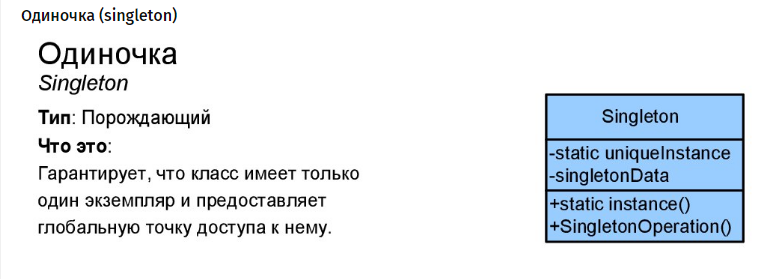 Одиночка (singleton)
Одиночка
Singleton
Тип: Порождающий
Что это:
Гарантирует, что класс имеет только
один экземпляр и предоставляет
глобальную точку доступа к нему.
Singleton
-static uniqueInstance
-singletonData
+static instance()
+SingletonOperation()